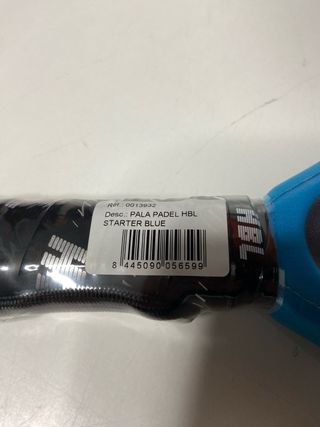 Ref.: 0013932
Desc.: PALA PADEL HBL
STARTER BLUE
8 445090 056599